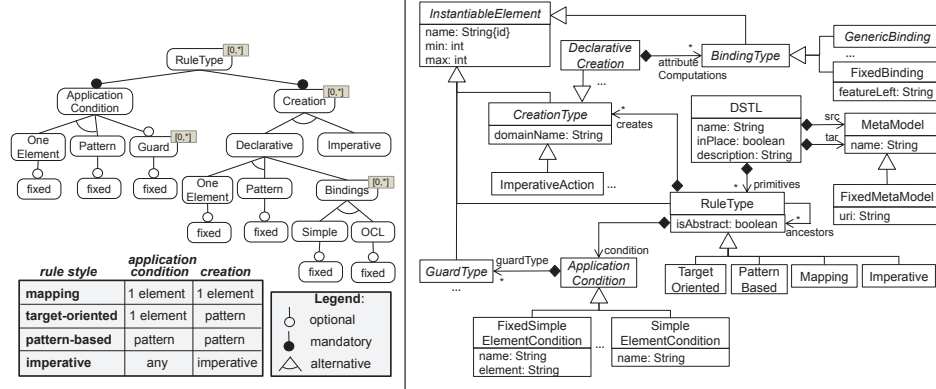 [0,*]
RuleType
Application
Condition
[0,*]
Creation
One
Element
Pattern
[0,*]
Guard
Declarative
Imperative
fixed
fixed
fixed
One
Element
Pattern
[0,*]
Bindings
fixed
fixed
Simple
OCL
fixed
fixed
rule style
application
condition
creation
mapping
1 element
1 element
target-oriented
1 element
pattern
pattern-based
pattern
pattern
imperative
any
imperative
Legend:
optional
mandatory
alternative
InstantiableElement
name: String{id}
min: int
max: int
Declarative
Creation
...
*
attribute
Computations
BindingType
GenericBinding
...
FixedBinding
featureLeft: String
CreationType
domainName: String
*
creates
ImperativeAction
...
DSTL
name: String
inPlace: boolean
description: String
src
tar
MetaModel
name: String
FixedMetaModel
uri: String
*
primitives
RuleType
isAbstract: boolean
*
ancestors
condition
GuardType
...
guardType
*
Application
Condition
Target
Oriented
Pattern
Based
Mapping
Imperative
FixedSimple
ElementCondition
name: String
element: String
...
Simple
ElementCondition
name: String